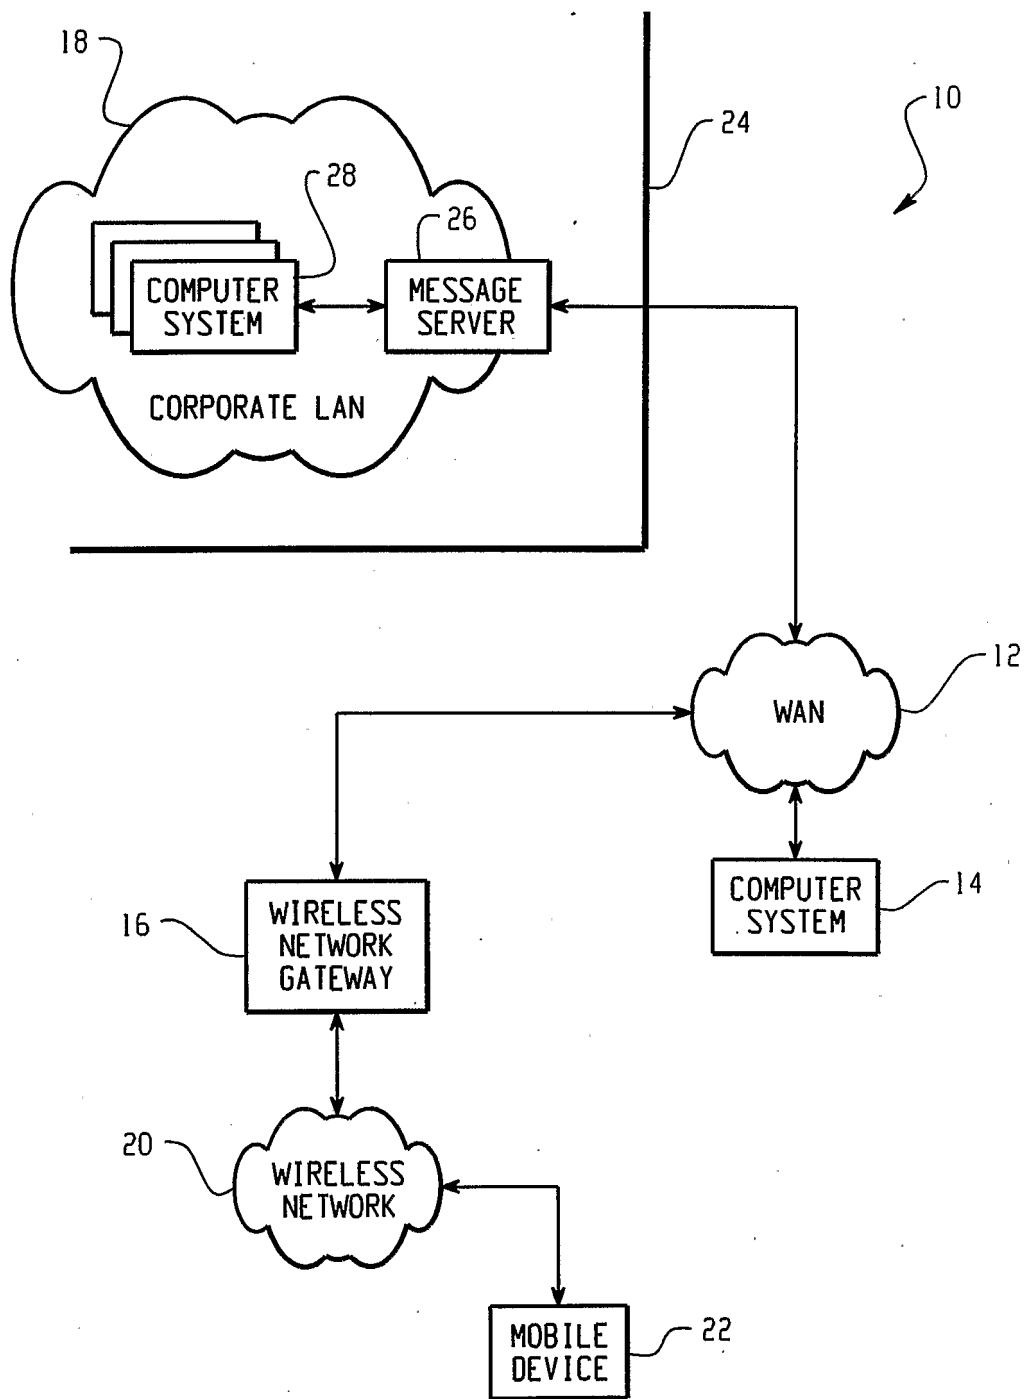 18
10
24
28
26
COMPUTER
SYSTEM
MESSAGE
SERVER
CORPORATE LAN
12
WAN
COMPUTER
SYSTEM
14
16
WIRELESS
NETWORK
GATEWAY
20
WIRELESS
NETWORK
MOBILE
DEVICE
22